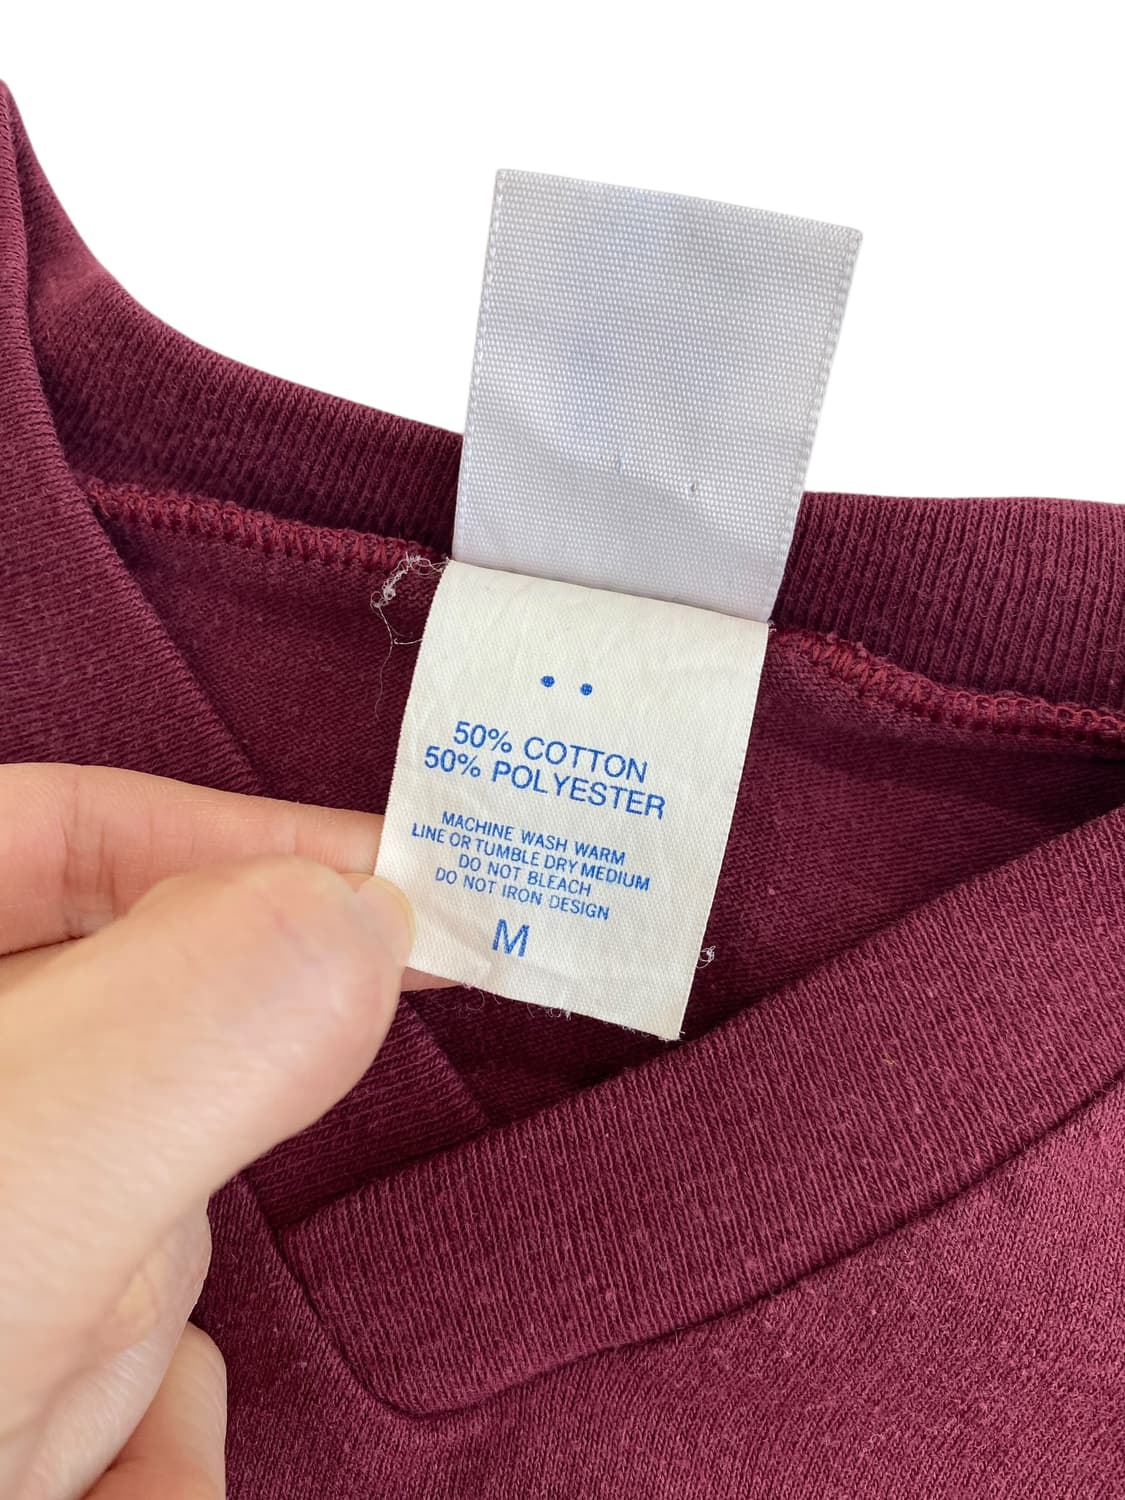 50% COTTON
50% POLYESTER
MACHINE WASH WARM
LINE OR TUMBLE DRY MEDIUM
DO NOT BLEACH
DO NOT IRON DESIGN
M